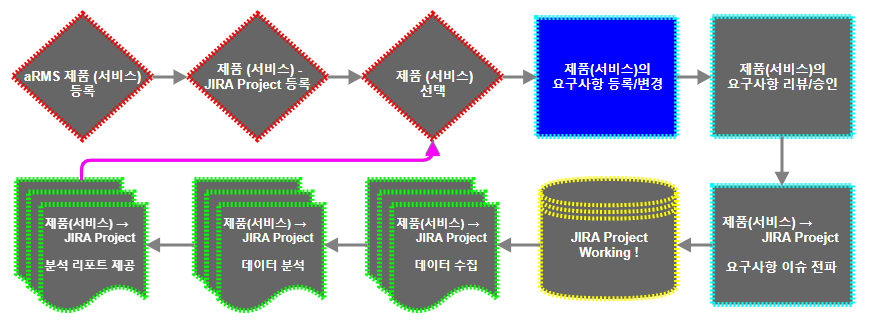 aRMS 제품 (서비스)
등록
제품 (서비스) -
JIRA Project 등록
제품 (서비스)
선택
제품(서비스)의
요구사항 등록/변경
제품(서비스)의
요구사항 리뷰/승인
제품(서비스) →
JIRA Proejct
요구사항 이슈 전파
JIRA Project
Working !
제품(서비스) →
JIRA Project
데이터 수집
제품(서비스) →
JIRA Project
데이터 분석
제품(서비스) →
JIRA Project
분석 리포트 제공